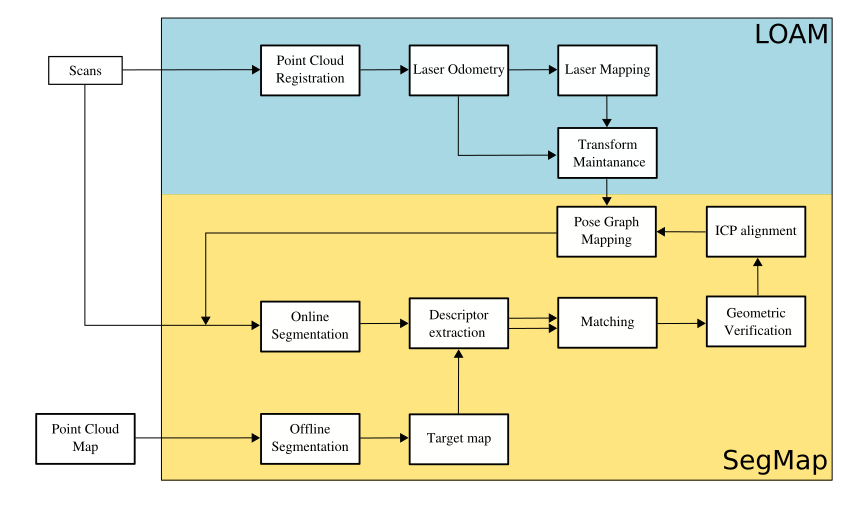 LOAM
Scans
Point Cloud
Registration
Laser Odometry
Laser Mapping
Transform
Maintanance
Pose Graph
Mapping
ICP alignment
Online
Segmentation
Descriptor
extraction
Matching
Geometric
Verification
Point Cloud
Map
Offline
Segmentation
Target map
SegMap